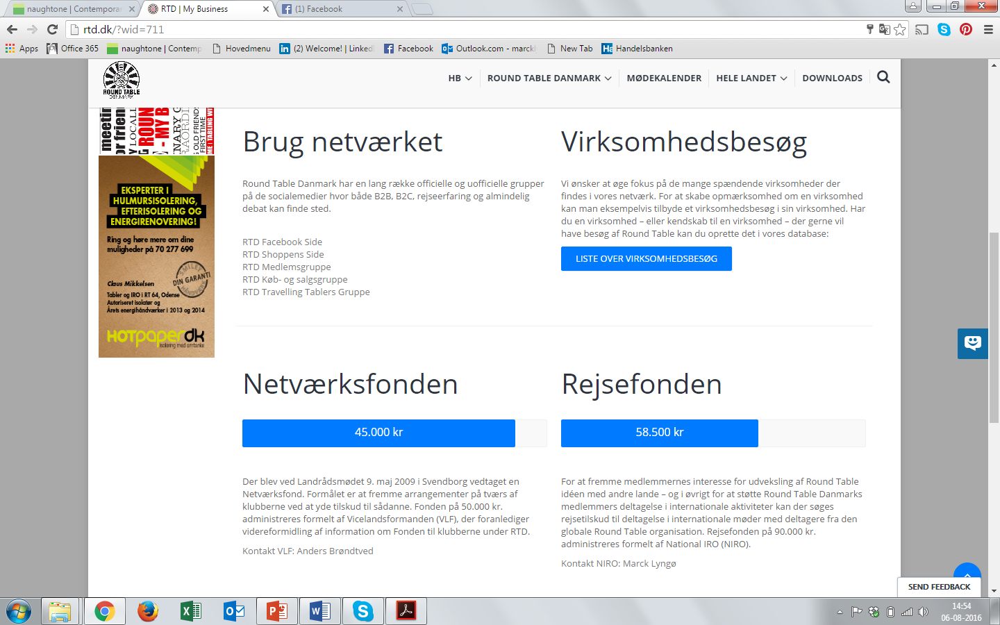 naughtone | Contemporar
RTD | My Business
(1) Facebook
rtd.dk/?wid=711
Apps
Office 365
naughtone | Contemp
Hovedmenu
(2) Welcome! | Linked
Facebook
Outlook.com - marckl
New Tab
Handelsbanken
ROUND TABLE
DENMARK
HB
ROUND TABLE DANMARK
MØDEKALENDER
HELE LANDET
DOWNLOADS
EKSPERTER I
HULMURSISOLERING,
EFTERISOLERING OG
ENERGIRENOVERING!
Ring og høre mere om dine
muligheder på 70 277 699
SMILEY
DIN GARANTI
HÅNDVÆRK
Claus Mikkelsen
Tabler og IRO i RT 64, Odense
Autoriseret isolatør og
Årets energihåndværker i 2013 og 2014
HOTpaperdk
Isolering med omtanke
Brug netværket
Round Table Danmark har en lang række officielle og uofficielle grupper
på de socialemedier hvor både B2B, B2C, rejseerfaring og almindelig
debat kan finde sted.
RTD Facebook Side
RTD Shoppens Side
RTD Medlemsgruppe
RTD Køb- og salgsgruppe
RTD Travelling Tablers Gruppe
Virksomhedsbesøg
Vi ønsker at øge fokus på de mange spændende virksomheder der
findes i vores netværk. For at skabe opmærksomhed om en virksomhed
kan man eksempelvis tilbyde et virksomhedsbesøg i sin virksomhed. Har
du en virksomhed – eller kendskab til en virksomhed – der gerne vil
have besøg af Round Table kan du oprette det i vores database:
LISTE OVER VIRKSOMHEDSBESØG
Netværksfonden
45.000 kr
Der blev ved Landrådsmødet 9. maj 2009 i Svendborg vedtaget en
Netværksfond. Formålet er at fremme arrangementer på tværs af
klubberne ved at yde tilskud til sådanne. Fonden på 50.000 kr.
administreres formelt af Vicelandsformanden (VLF), der foranlediger
videreformidling af information om Fonden til klubberne under RTD.
Kontakt VLF: Anders Brøndtved
Rejsefonden
58.500 kr
For at fremme medlemmernes interesse for udveksling af Round Table
idéen med andre lande – og i øvrigt for at støtte Round Table Danmarks
medlemmers deltagelse i internationale aktiviteter kan der søges
rejsetilskud til deltagelse i internationale møder med deltagere fra den
globale Round Table organisation. Rejsefonden på 90.000 kr.
administreres formelt af National IRO (NIRO).
Kontakt NIRO: Marck Lyngø
SEND FEEDBACK
14:54
06-08-2016